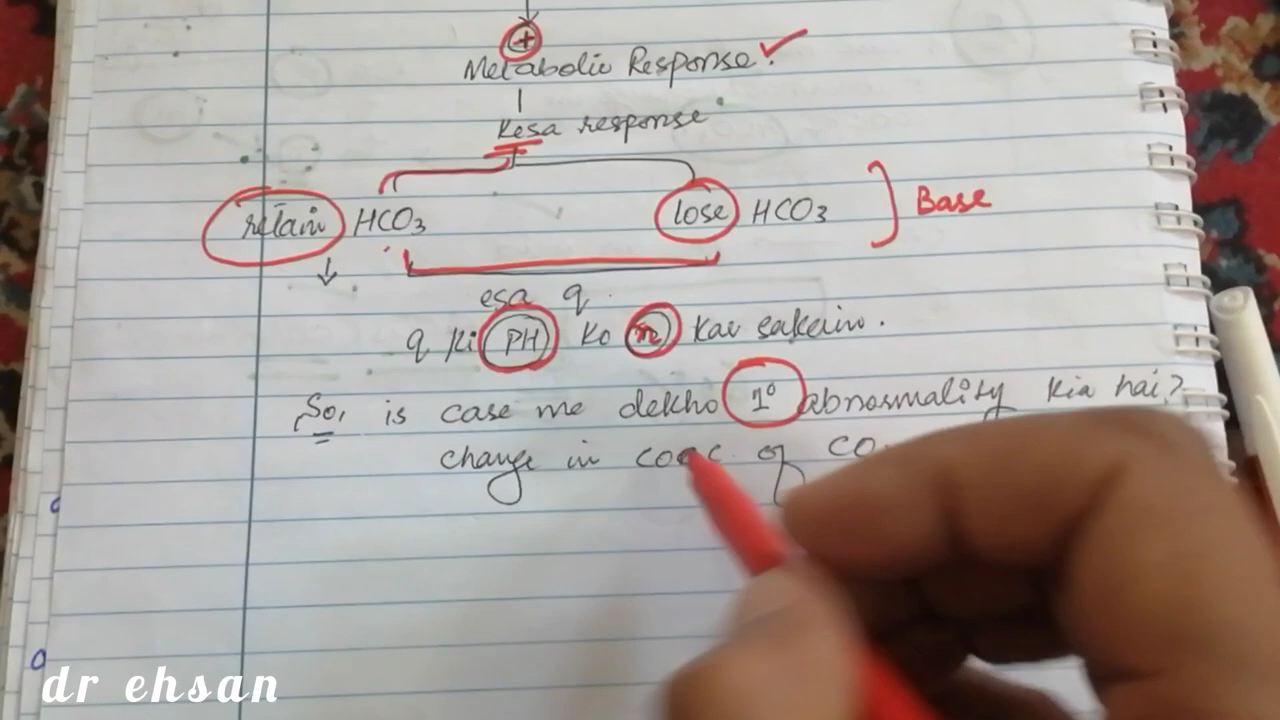 +
Metabolic Response ✓
Kesa response
retain HCO3 lose HCO3 ] Base
↓
esa q
q ki PH ko n kar sakein.
So, is case me dekho 1° abnormality kia hai?
change in conc. of CO
dr ehsan